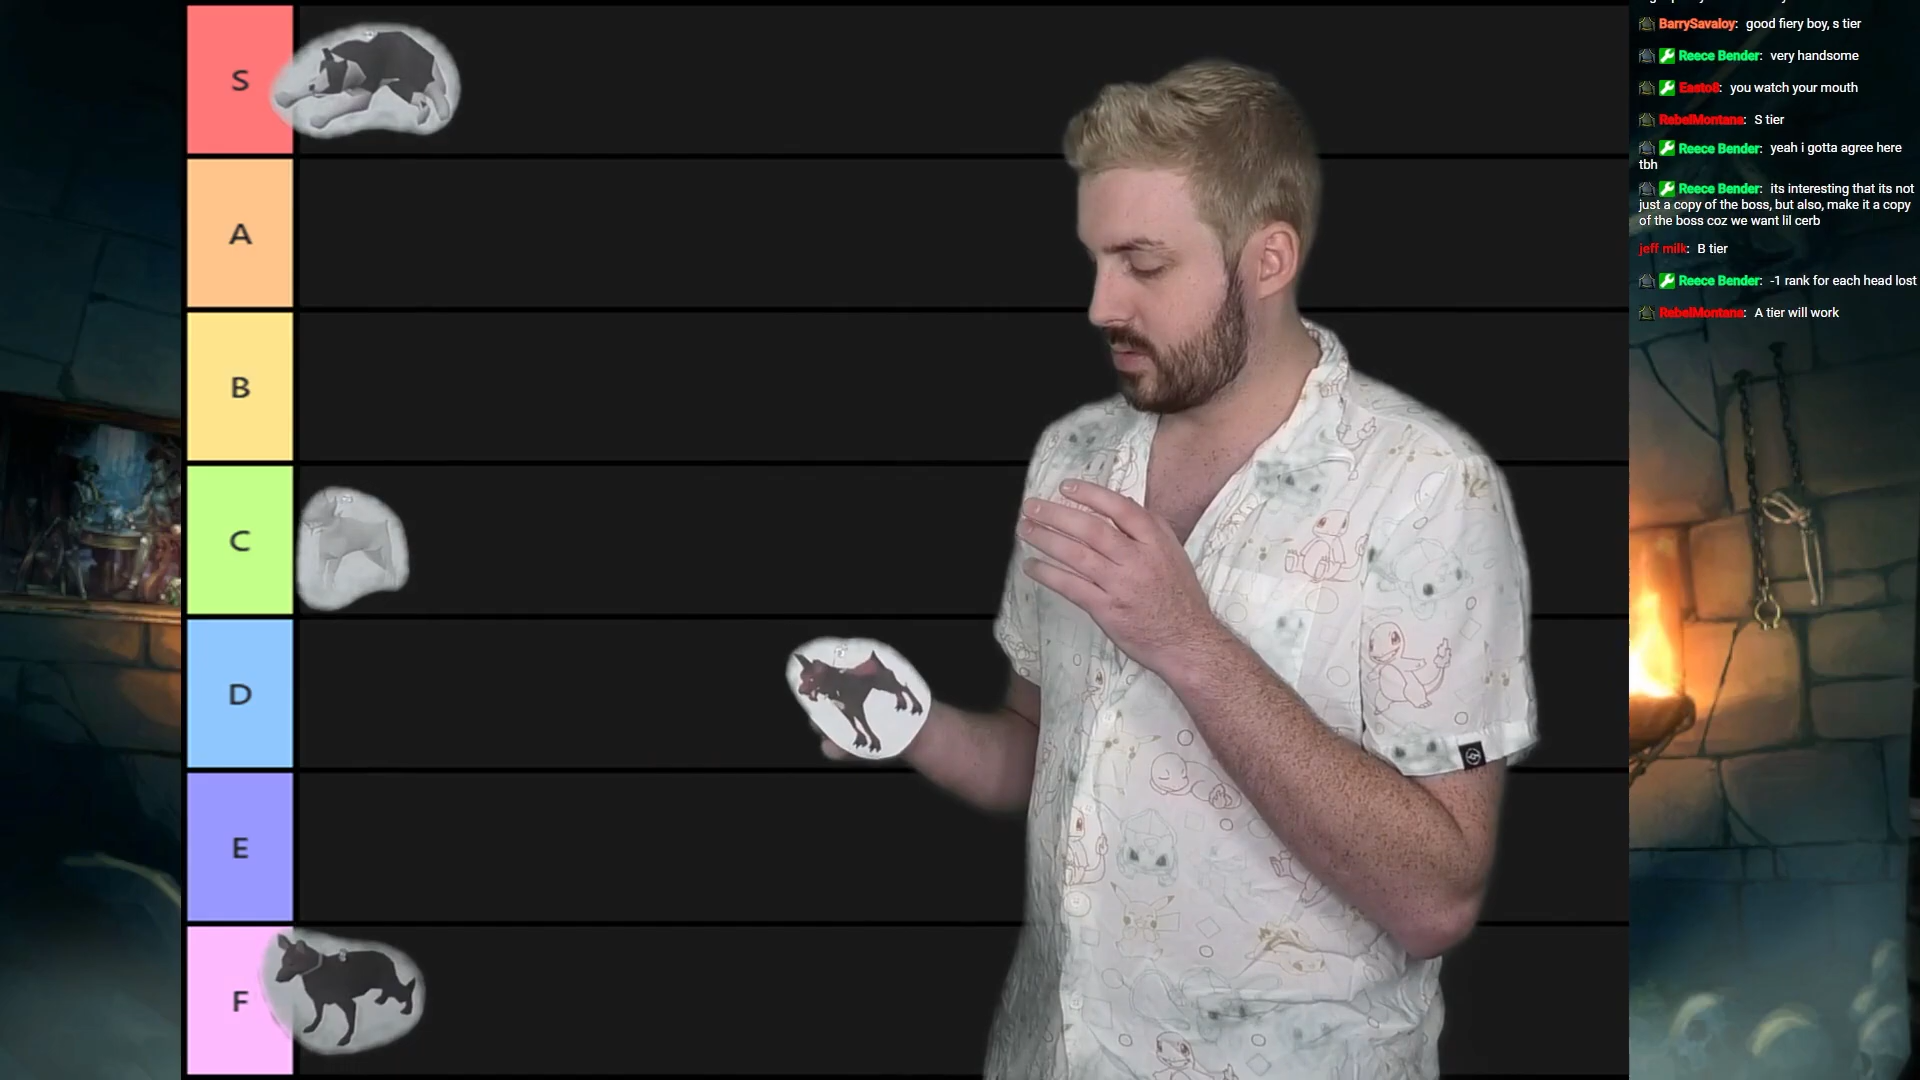 S
A
B
C
D
E
F
BarrySavaloy: good fiery boy, s tier
Reece Bender: very handsome
Easto8: you watch your mouth
RebelMontana: S tier
Reece Bender: yeah i gotta agree here
tbh
Reece Bender: its interesting that its not
just a copy of the boss, but also, make it a copy
of the boss coz we want lil cerb
jeff milk: B tier
Reece Bender: -1 rank for each head lost
RebelMontana: A tier will work